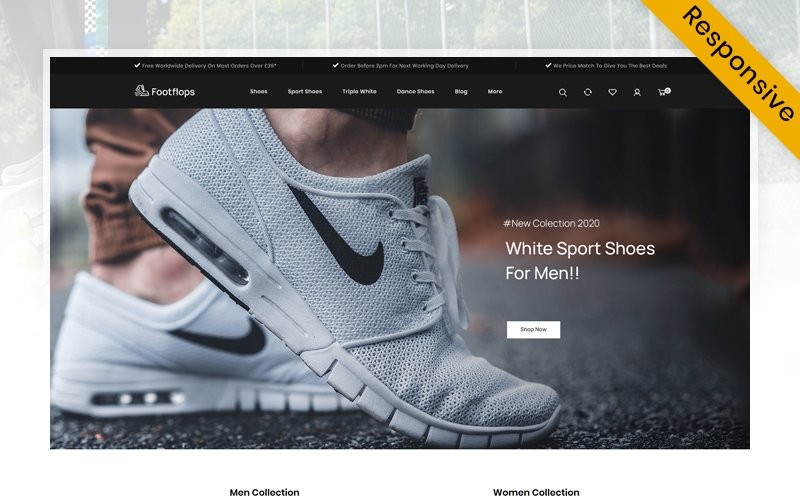 Responsive
Free Worldwide Delivery On Most Orders Over £39*
Order Before 2pm For Next Working Day Delivery
We Price Match To Give You The Best Deals
Footflops
Shoes
Sport Shoes
Triple White
Dance Shoes
Blog
More
0
#New Colection 2020
White Sport Shoes
For Men!!
Shop Now
Men Collection
Women Collection